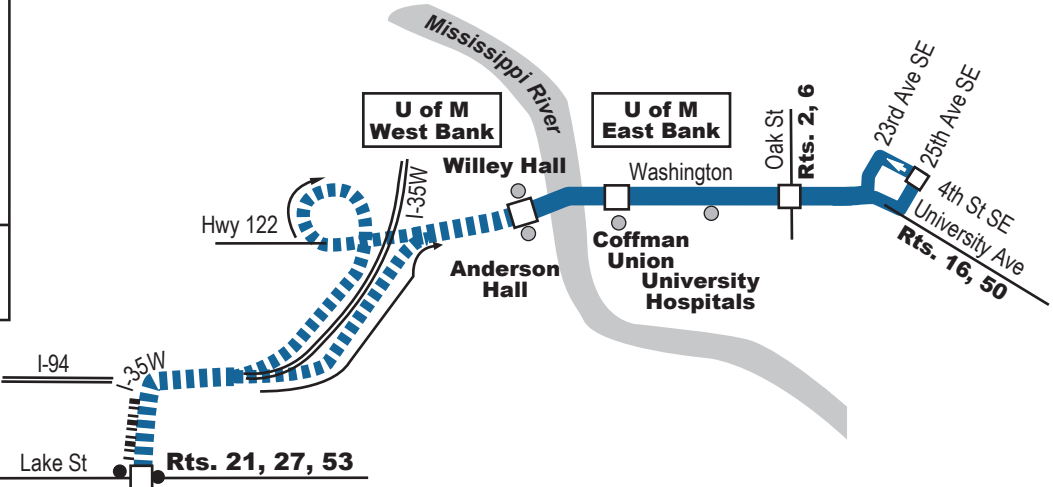 Mississippi River
U of M
West Bank
U of M
East Bank
Willey Hall
Washington
Oak St
Rts. 2, 6
23rd Ave SE
25th Ave SE
4th St SE
University Ave
Rts. 16, 50
Hwy 122
I-35W
Anderson
Hall
Coffman
Union
University
Hospitals
I-94
I-35W
Lake St
Rts. 21, 27, 53